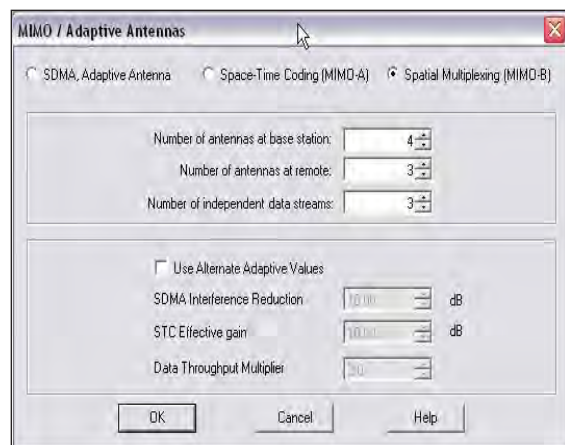 MIMO / Adaptive Antennas
SDMA, Adaptive Antenna Space-Time Coding (MIMO-A) Spatial Multiplexing (MIMO-B)
Number of antennas at base station: 4
Number of antennas at remote: 3
Number of independent data streams: 3
Use Alternate Adaptive Values
SDMA Interference Reduction 10.00 dB
STC Effective gain 10.00 dB
Data Throughput Multiplier
OK Cancel Help